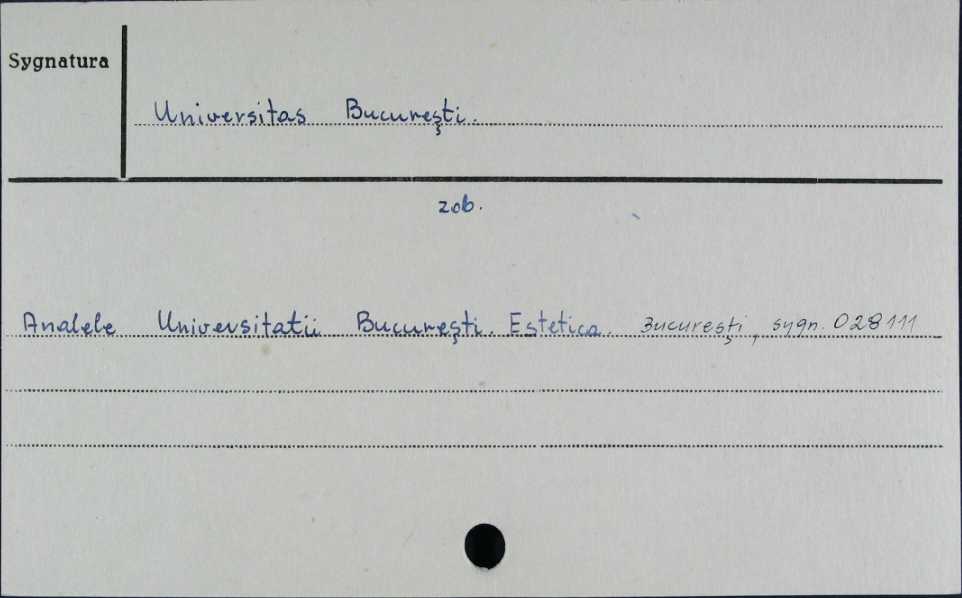 Sygnatura
Universitas Bucureşti.
zob.
Analele Universitatii Bucureşti. Estetica. Bucureşti, sygn. 028111